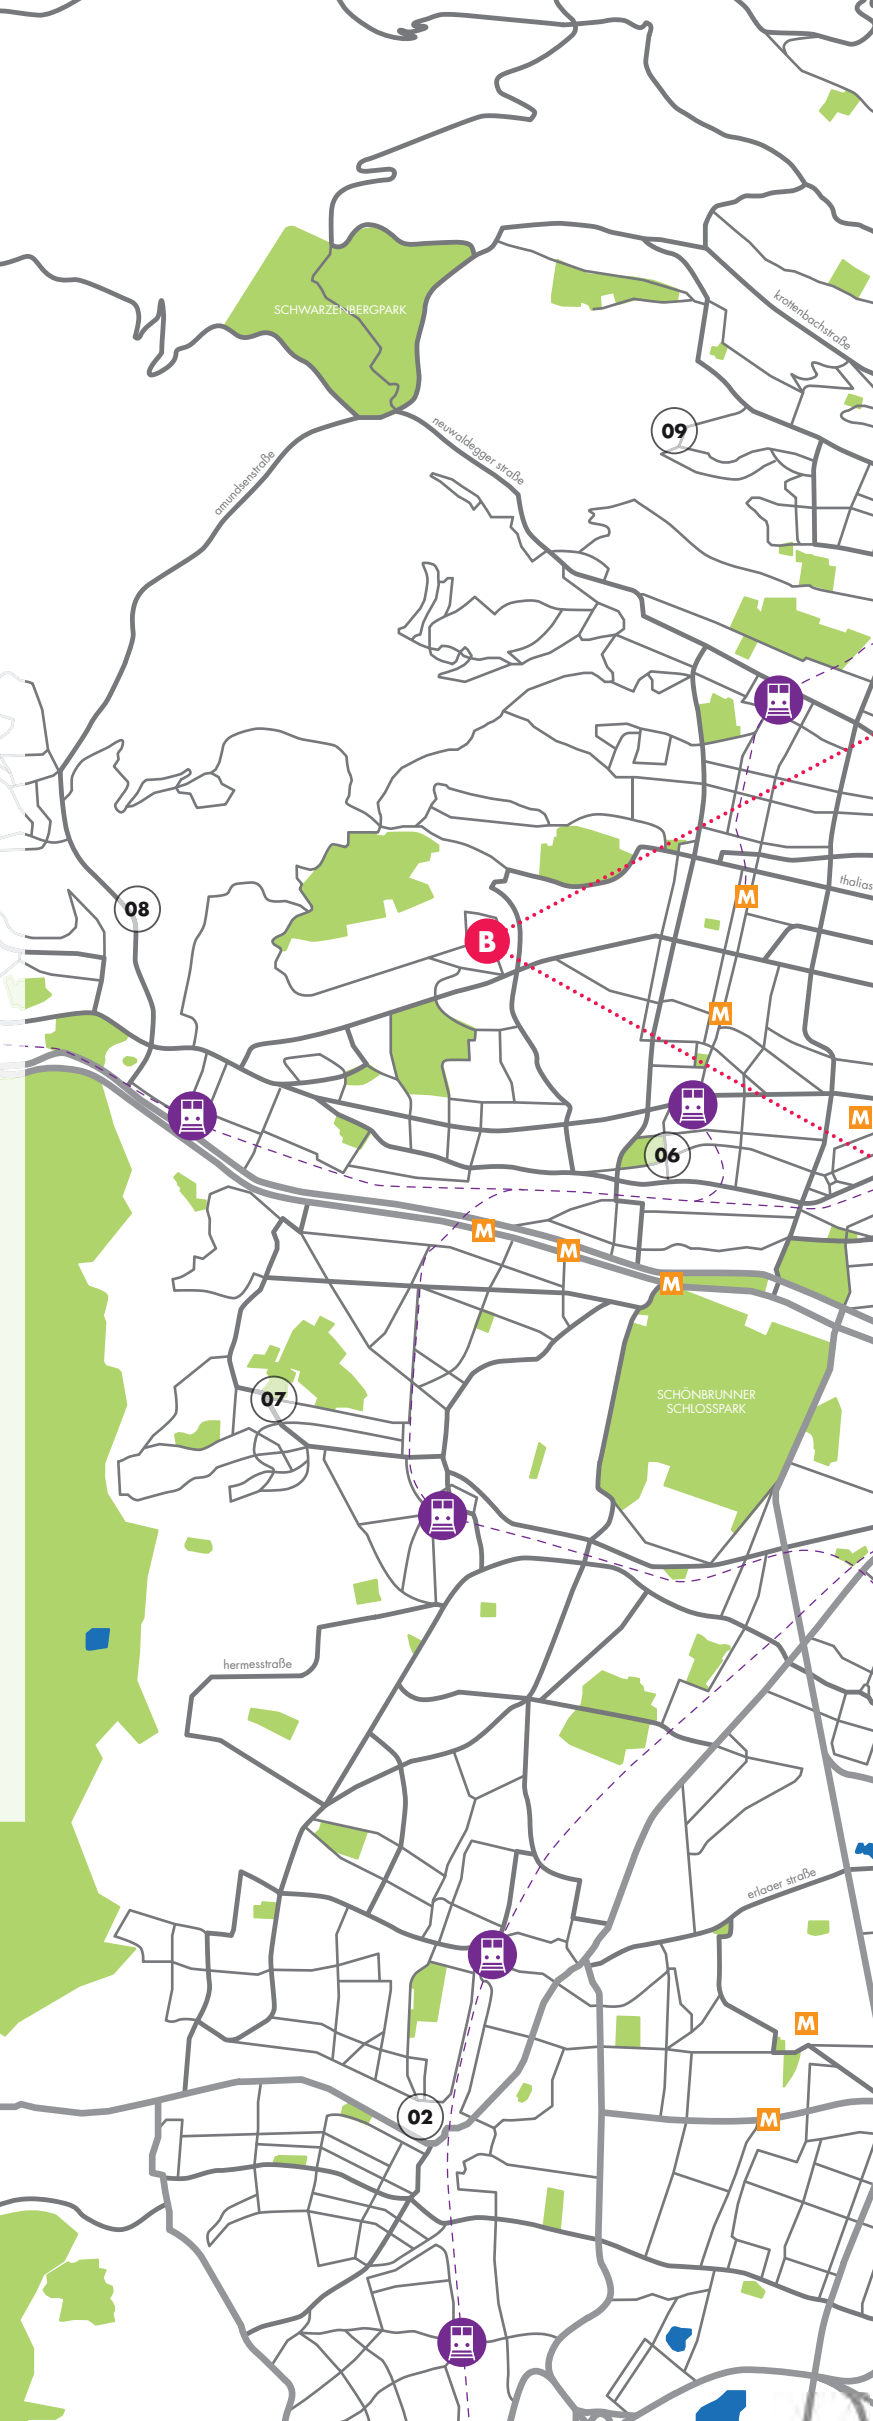 SCHWARZENBERGPARK
krottenbachstraße
neuwaldegger straße
09
amundsenstraße
thalias
M
08
B
M
M
06
M
M
M
SCHÖNBRUNNER
SCHLOSSPARK
07
hermesstraße
erlaaer straße
M
02
M